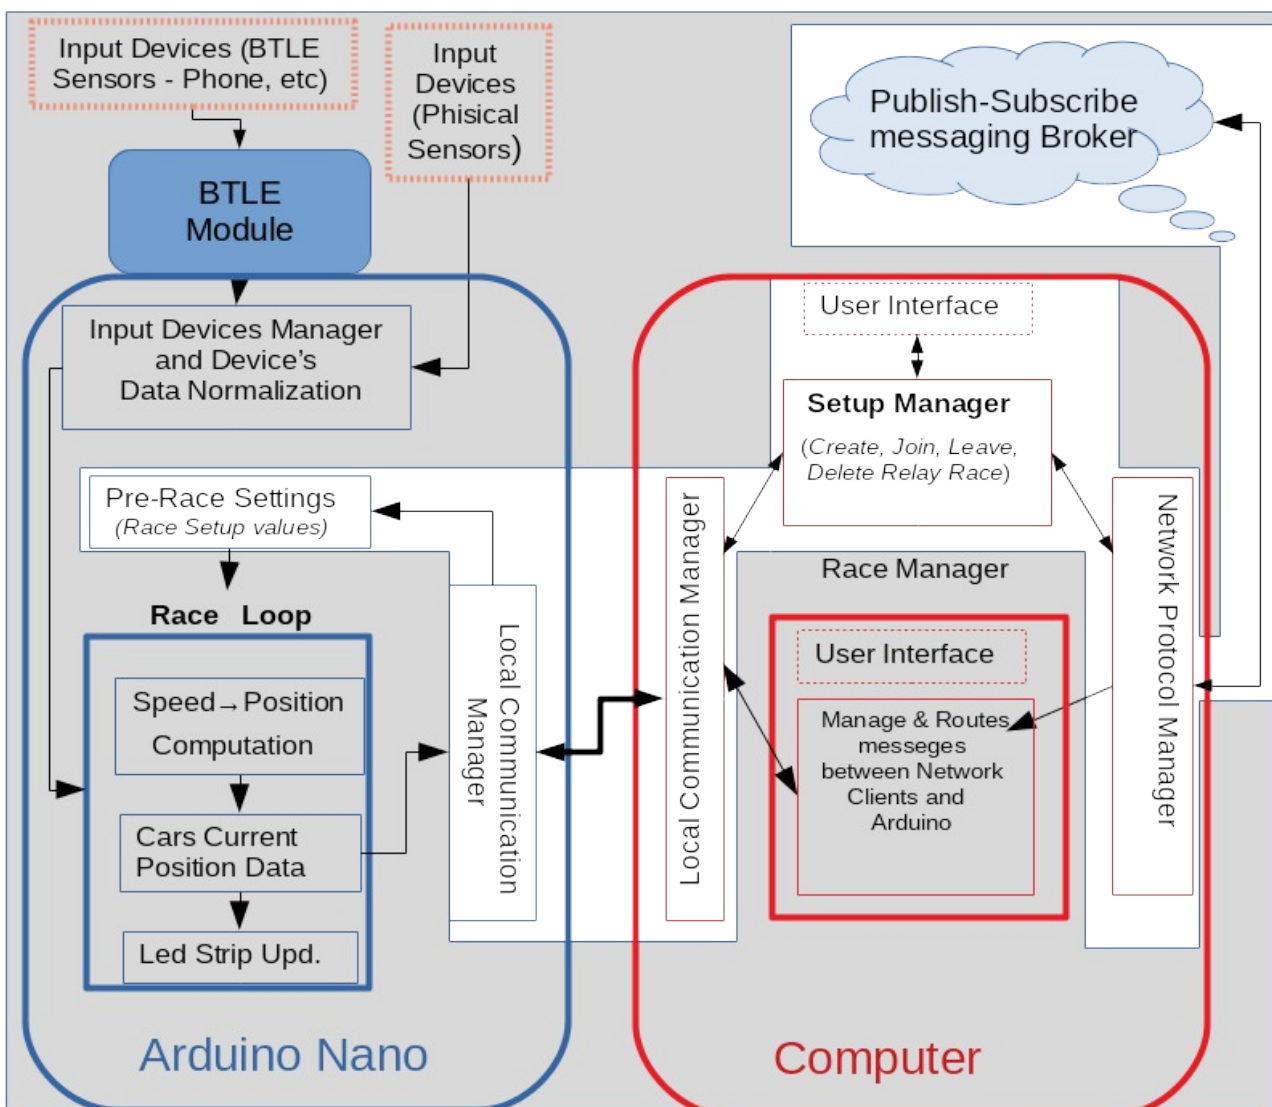 Input Devices (BTLE
Sensors - Phone, etc)
Input
Devices
(Phisical
Sensors)
Publish-Subscribe
messaging Broker
BTLE
Module
Input Devices Manager
and Device's
Data Normalization
User Interface
Setup Manager
(Create, Join, Leave,
Delete Relay Race)
Pre-Race Settings
(Race Setup values)
Race Loop
Speed→Position
Computation
Cars Current
Position Data
Led Strip Upd.
Local Communication
Manager
Local Communication Manager
Race Manager
User Interface
Manage & Routes
messeges
between Network
Clients and
Arduino
Network Protocol Manager
Arduino Nano
Computer